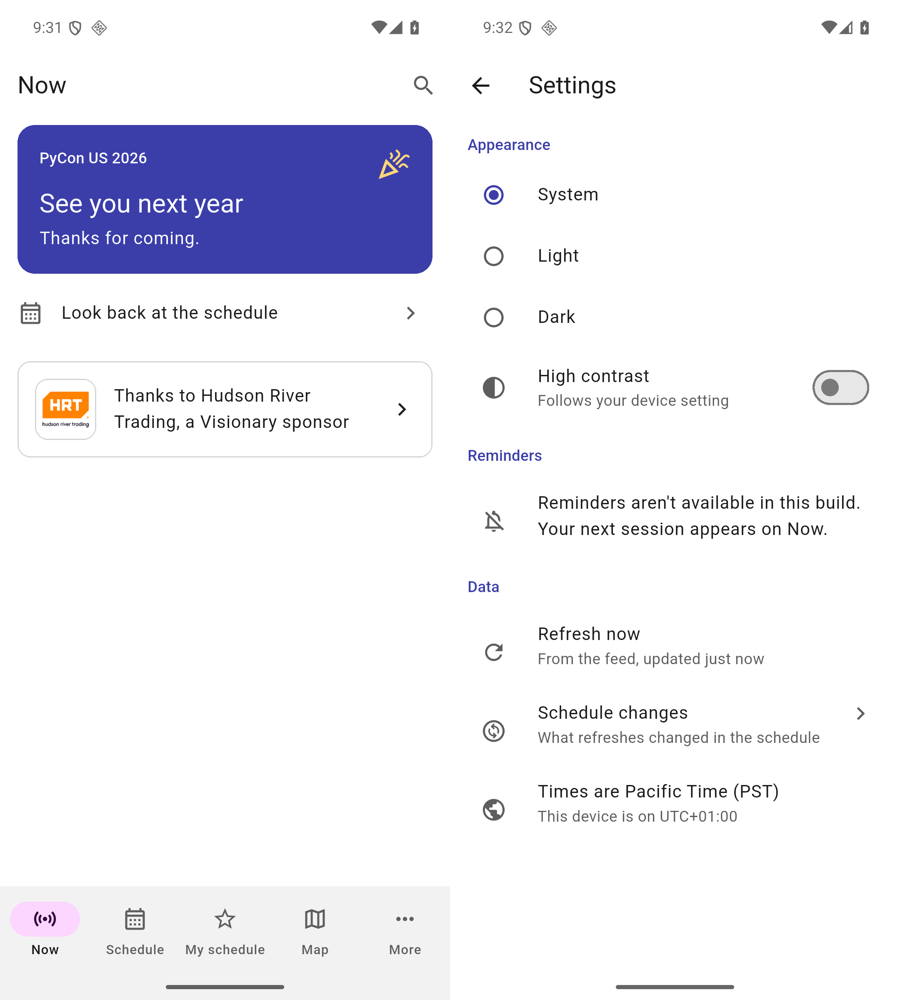 9:31
Now
PyCon US 2026
See you next year
Thanks for coming.
Look back at the schedule
HRT
hudson river trading
Thanks to Hudson River
Trading, a Visionary sponsor
Now
Schedule
My schedule
Map
More
9:32
Settings
Appearance
System
Light
Dark
High contrast
Follows your device setting
Reminders
Reminders aren't available in this build.
Your next session appears on Now.
Data
Refresh now
From the feed, updated just now
Schedule changes
What refreshes changed in the schedule
Times are Pacific Time (PST)
This device is on UTC+01:00